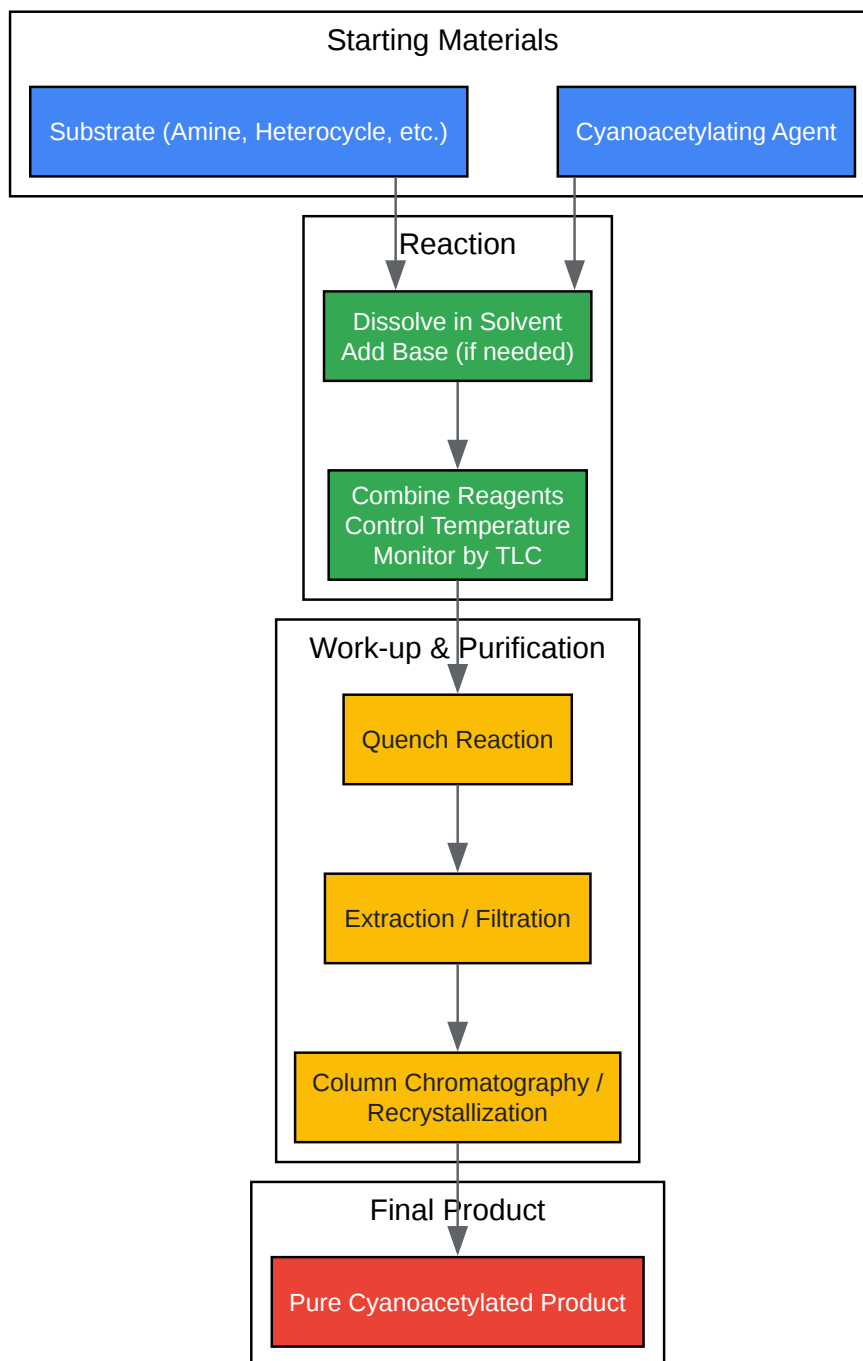 Starting Materials
Substrate (Amine, Heterocycle, etc.)
Cyanoacetylating Agent
Reaction
Dissolve in Solvent
Add Base (if needed)
Combine Reagents
Control Temperature
Monitor by TLC
Work-up & Purification
Quench Reaction
Extraction / Filtration
Column Chromatography /
Recrystallization
Final Product
Pure Cyanoacetylated Product